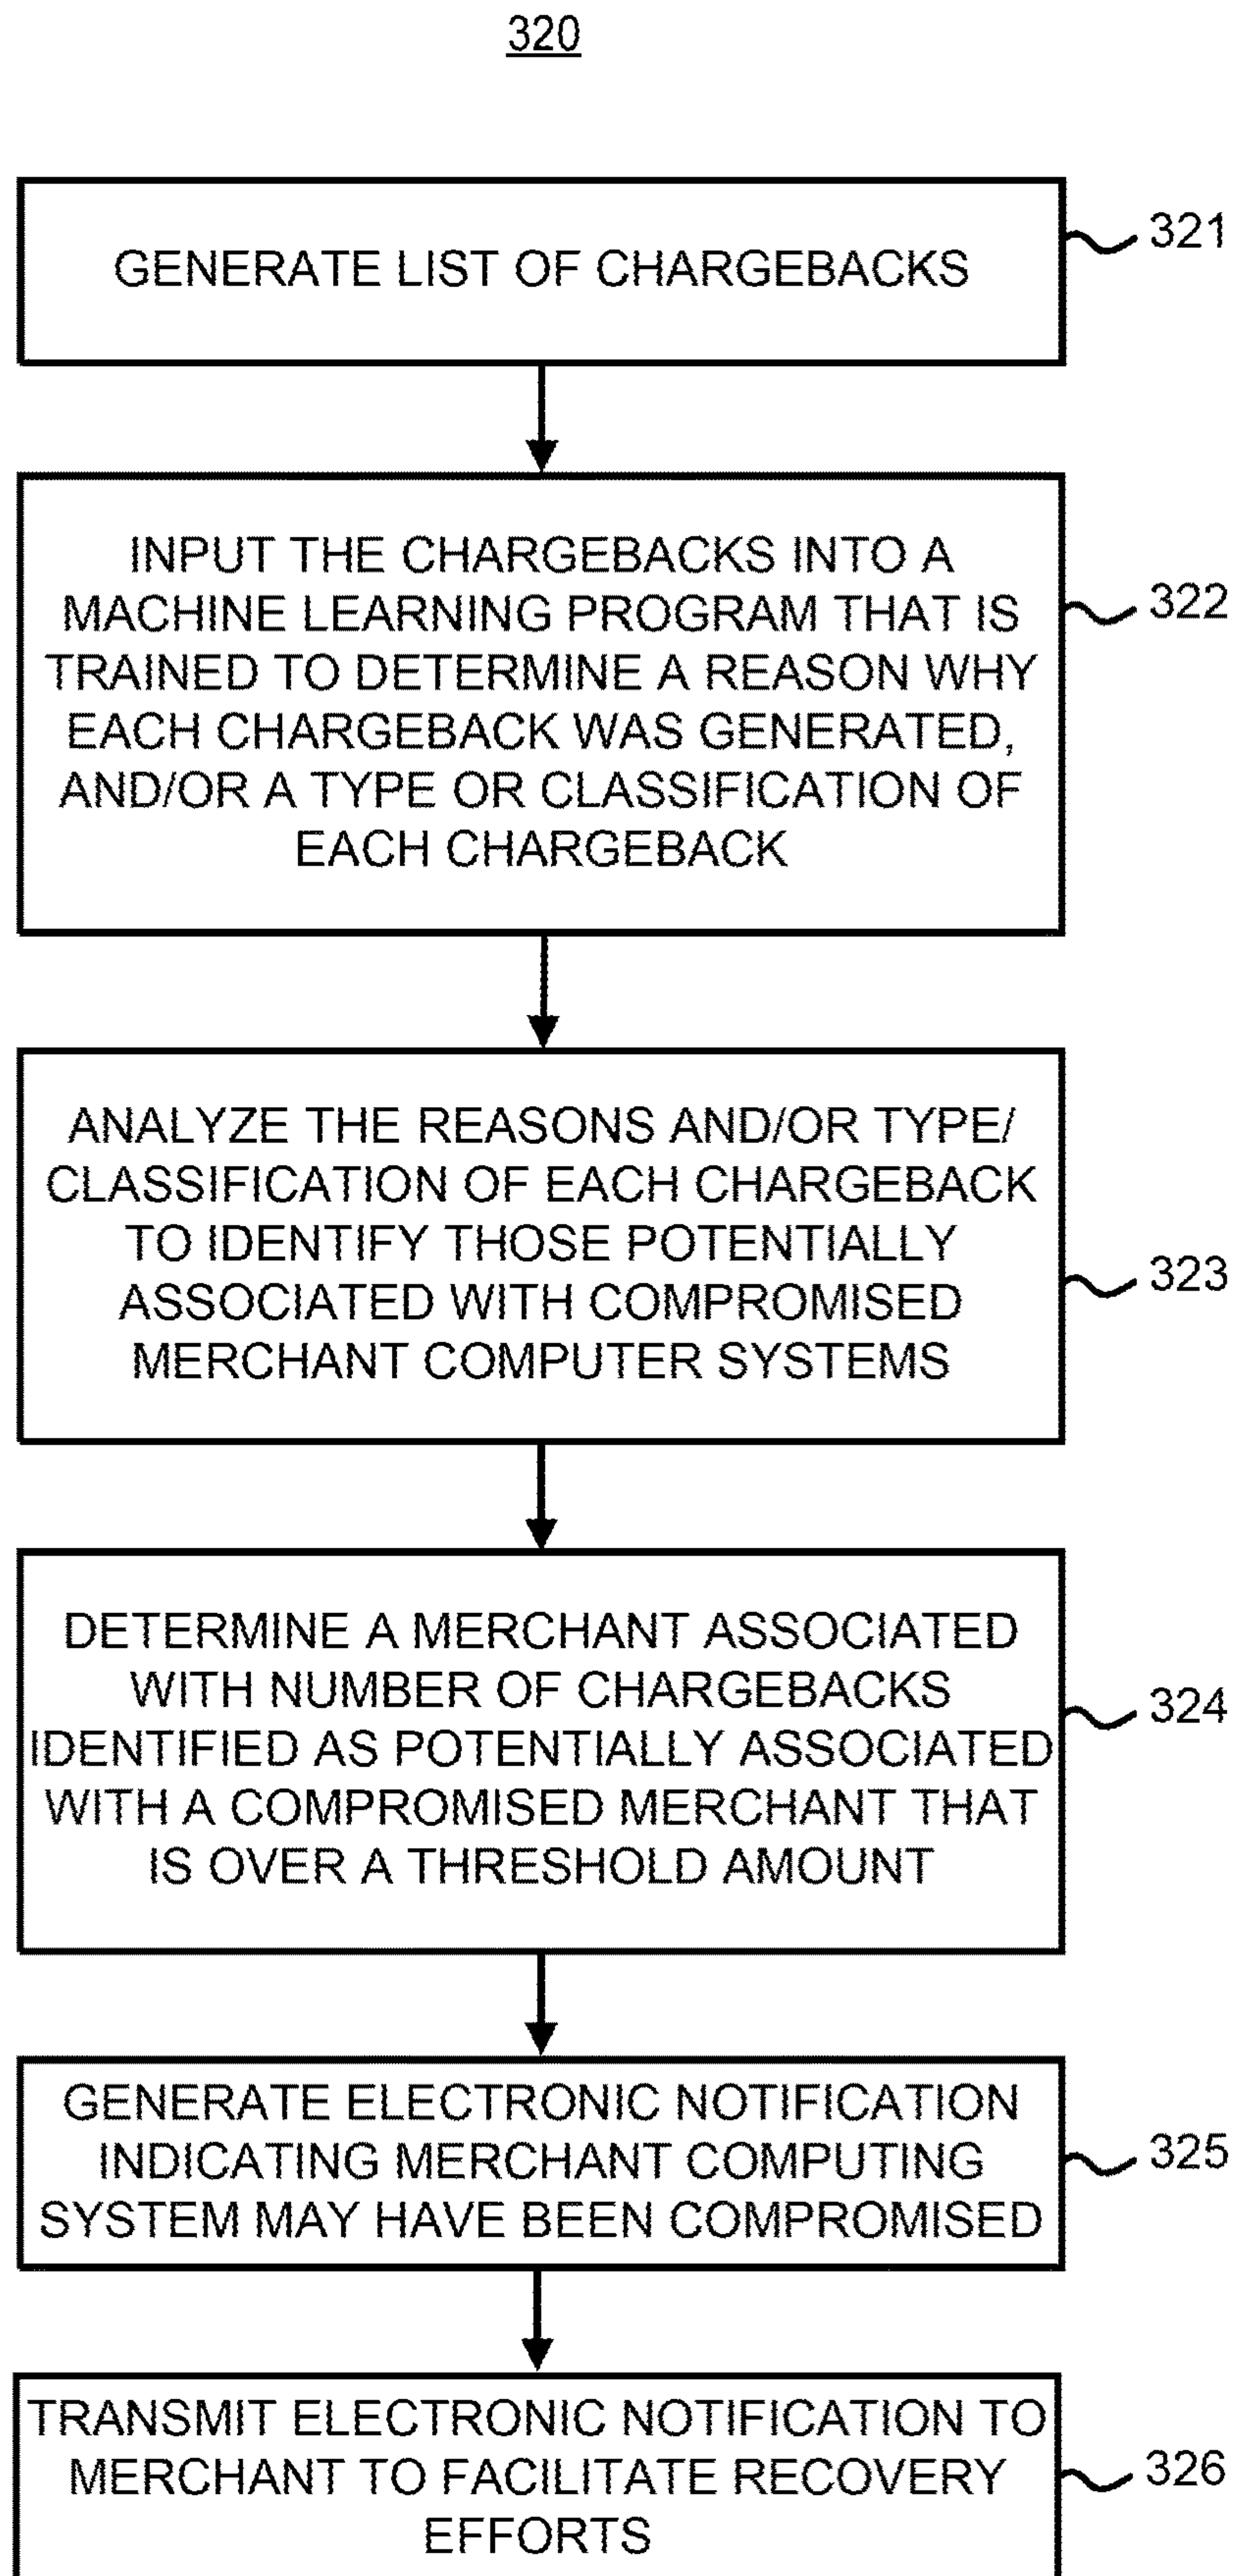 320
GENERATE LIST OF CHARGEBACKS
321
INPUT THE CHARGEBACKS INTO A
MACHINE LEARNING PROGRAM THAT IS
TRAINED TO DETERMINE A REASON WHY
EACH CHARGEBACK WAS GENERATED,
AND/OR A TYPE OR CLASSIFICATION OF
EACH CHARGEBACK
322
ANALYZE THE REASONS AND/OR TYPE/
CLASSIFICATION OF EACH CHARGEBACK
TO IDENTIFY THOSE POTENTIALLY
ASSOCIATED WITH COMPROMISED
MERCHANT COMPUTER SYSTEMS
323
DETERMINE A MERCHANT ASSOCIATED
WITH NUMBER OF CHARGEBACKS
IDENTIFIED AS POTENTIALLY ASSOCIATED
WITH A COMPROMISED MERCHANT THAT
IS OVER A THRESHOLD AMOUNT
324
GENERATE ELECTRONIC NOTIFICATION
INDICATING MERCHANT COMPUTING
SYSTEM MAY HAVE BEEN COMPROMISED
325
TRANSMIT ELECTRONIC NOTIFICATION TO
MERCHANT TO FACILITATE RECOVERY
EFFORTS
326